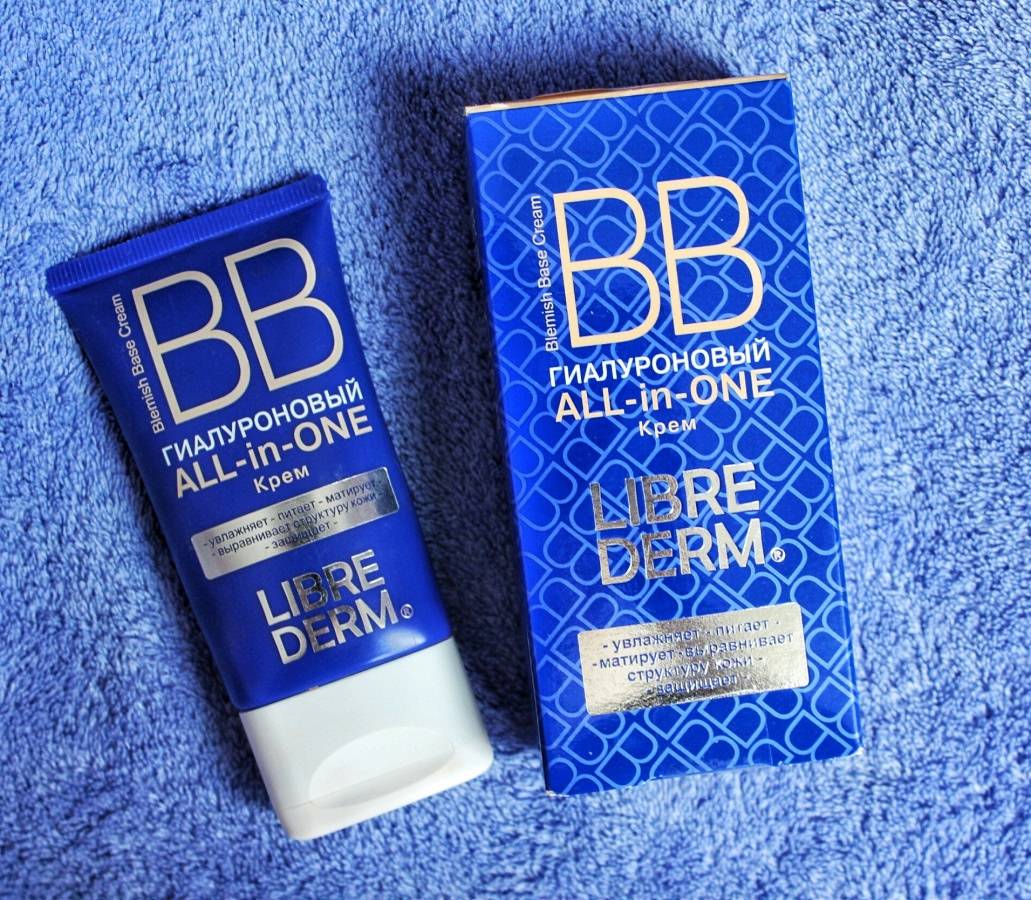 Blemish Base Cream
BB
ГИАЛУРОНОВЫЙ
ALL-in-ONE
Крем
- увлажняет - питает - матирует
- выравнивает структуру кожи -
- защищает -
LIBRE
DERM®
Blemish Base Cream
BB
ГИАЛУРОНОВЫЙ
ALL-in-ONE
Крем
LIBRE
DERM®
- увлажняет - питает -
- матирует - выравнивает
структуру кожи -
- защищает -